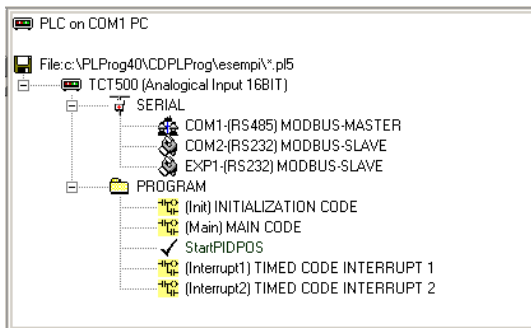 PLC on COM1 PC
File:c:\PLProg40\CDPLProg\esempi\*.pl5
TCT500 (Analogical Input 16BIT)
SERIAL
COM1-(RS485) MODBUS-MASTER
COM2-(RS232) MODBUS-SLAVE
EXP1-(RS232) MODBUS-SLAVE
PROGRAM
(Init) INITIALIZATION CODE
(Main) MAIN CODE
StartPIDPOS
(Interrupt1) TIMED CODE INTERRUPT 1
(Interrupt2) TIMED CODE INTERRUPT 2